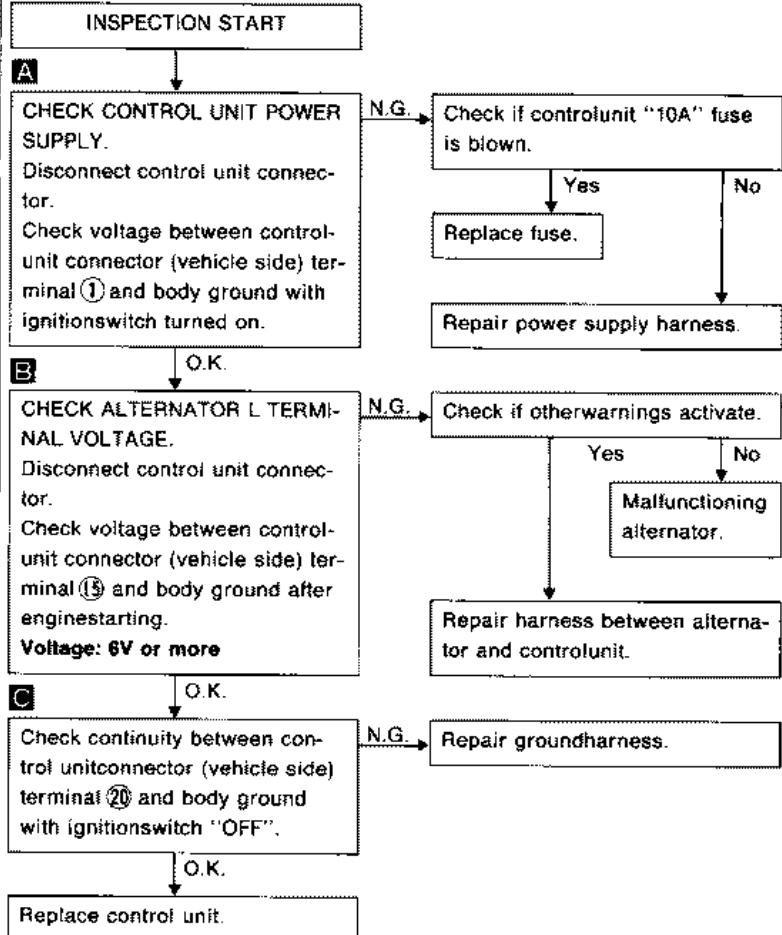 INSPECTION START
A
CHECK CONTROL UNIT POWER
SUPPLY.
Disconnect control unit connec-
tor.
Check voltage between control-
unit connector (vehicle side) ter-
minal ① and body ground with
ignitionswitch turned on.
N.G.
Check if controlunit "10A" fuse
is blown.
Yes
No
Replace fuse.
Repair power supply harness.
O.K.
B
CHECK ALTERNATOR L TERMI-
NAL VOLTAGE.
Disconnect control unit connec-
tor.
Check voltage between control-
unit connector (vehicle side) ter-
minal ⑮ and body ground after
enginestarting.
Voltage: 6V or more
N.G.
Check if otherwarnings activate.
Yes
No
Malfunctioning
alternator.
Repair harness between alterna-
tor and controlunit.
O.K.
C
Check continuity between con-
trol unitconnector (vehicle side)
terminal ⑳ and body ground
with ignitionswitch "OFF".
N.G.
Repair groundharness.
O.K.
Replace control unit.